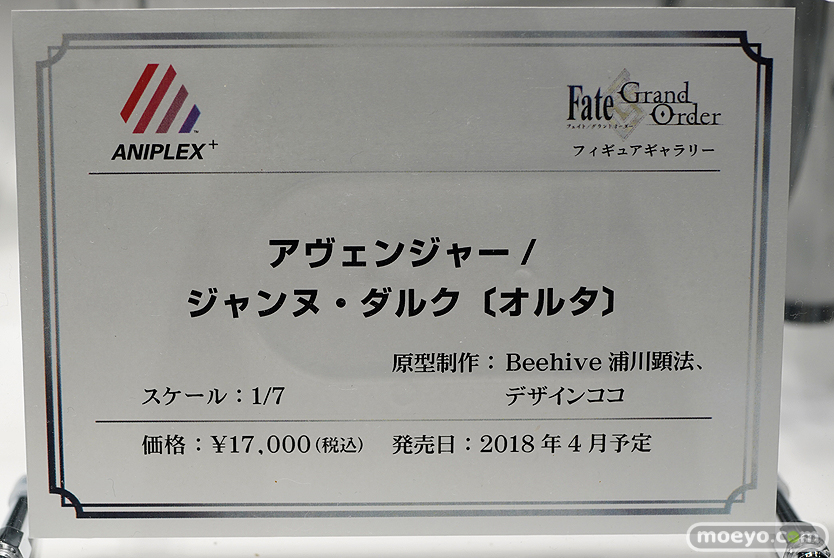 ANIPLEX+
Fate Grand Order
フェイト/グランドオーダー
フィギュアギャラリー
アヴェンジャー/
ジャンヌ・ダルク〔オルタ〕
原型制作：Beehive 浦川顕法、
スケール：1/7 デザインココ
価格：¥17,000(税込) 発売日：2018年4月予定
moeyo.com